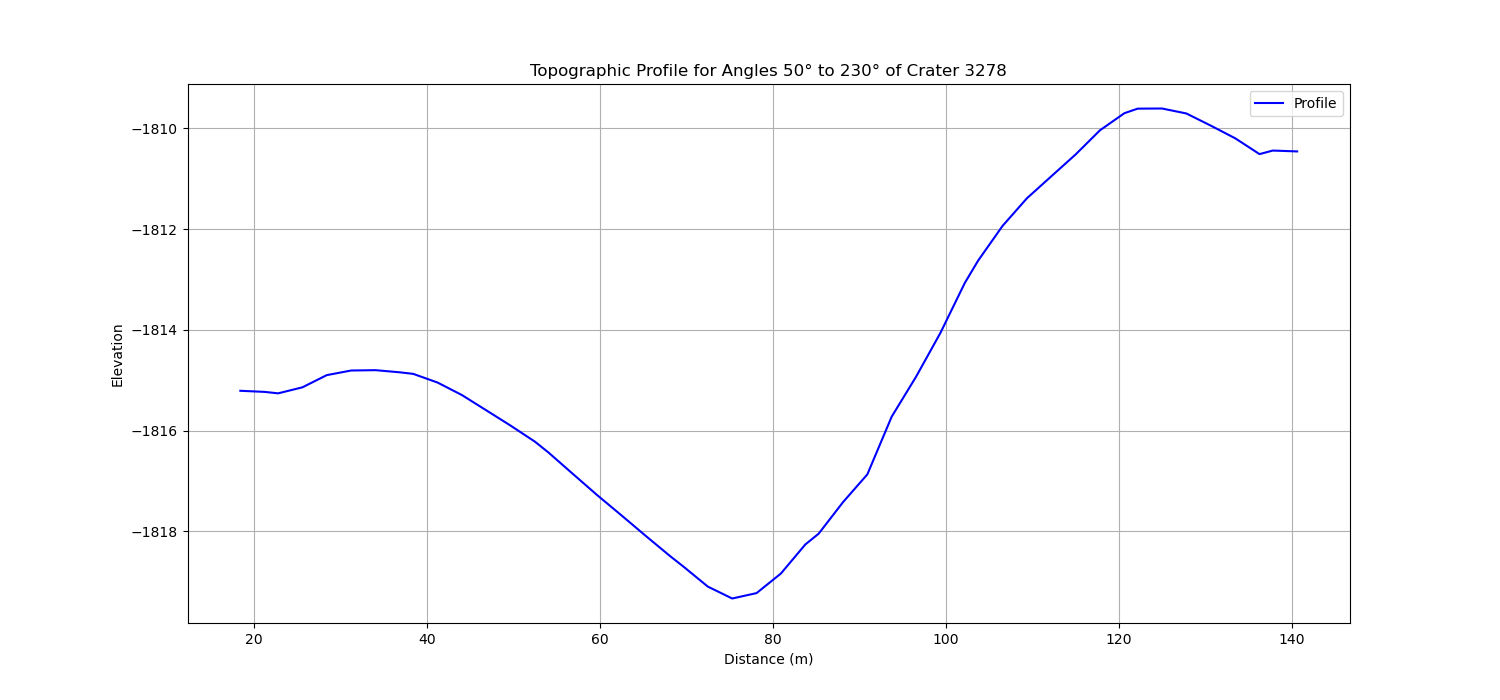 Topographic Profile for Angles 50° to 230° of Crater 3278
Profile
Elevation
−1810
−1812
−1814
−1816
−1818
20 40 60 80 100 120 140
Distance (m)